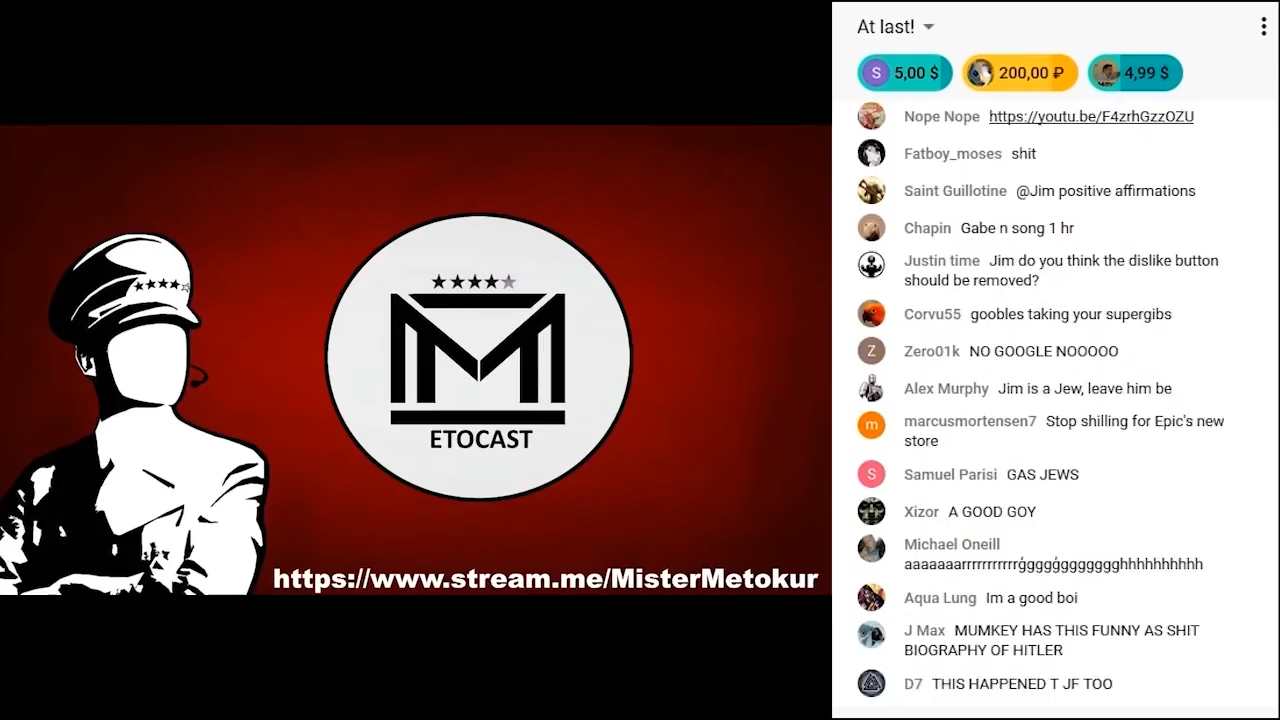 ★★★★★
M
ETOCAST
https://www.stream.me/MisterMetokur
At last!
S 5,00 $ 200,00 ₽ 4,99 $
Nope Nope https://youtu.be/F4zrhGzzOZU
Fatboy_moses shit
Saint Guillotine @Jim positive affirmations
Chapin Gabe n song 1 hr
Justin time Jim do you think the dislike button
should be removed?
Corvu55 goobles taking your supergibs
Z Zero01k NO GOOGLE NOOOOO
Alex Murphy Jim is a Jew, leave him be
m marcusmortensen7 Stop shilling for Epic's new
store
S Samuel Parisi GAS JEWS
Xizor A GOOD GOY
Michael Oneill
Aqua Lung Im a good boi
J Max MUMKEY HAS THIS FUNNY AS SHIT
BIOGRAPHY OF HITLER
D7 THIS HAPPENED T JF TOO